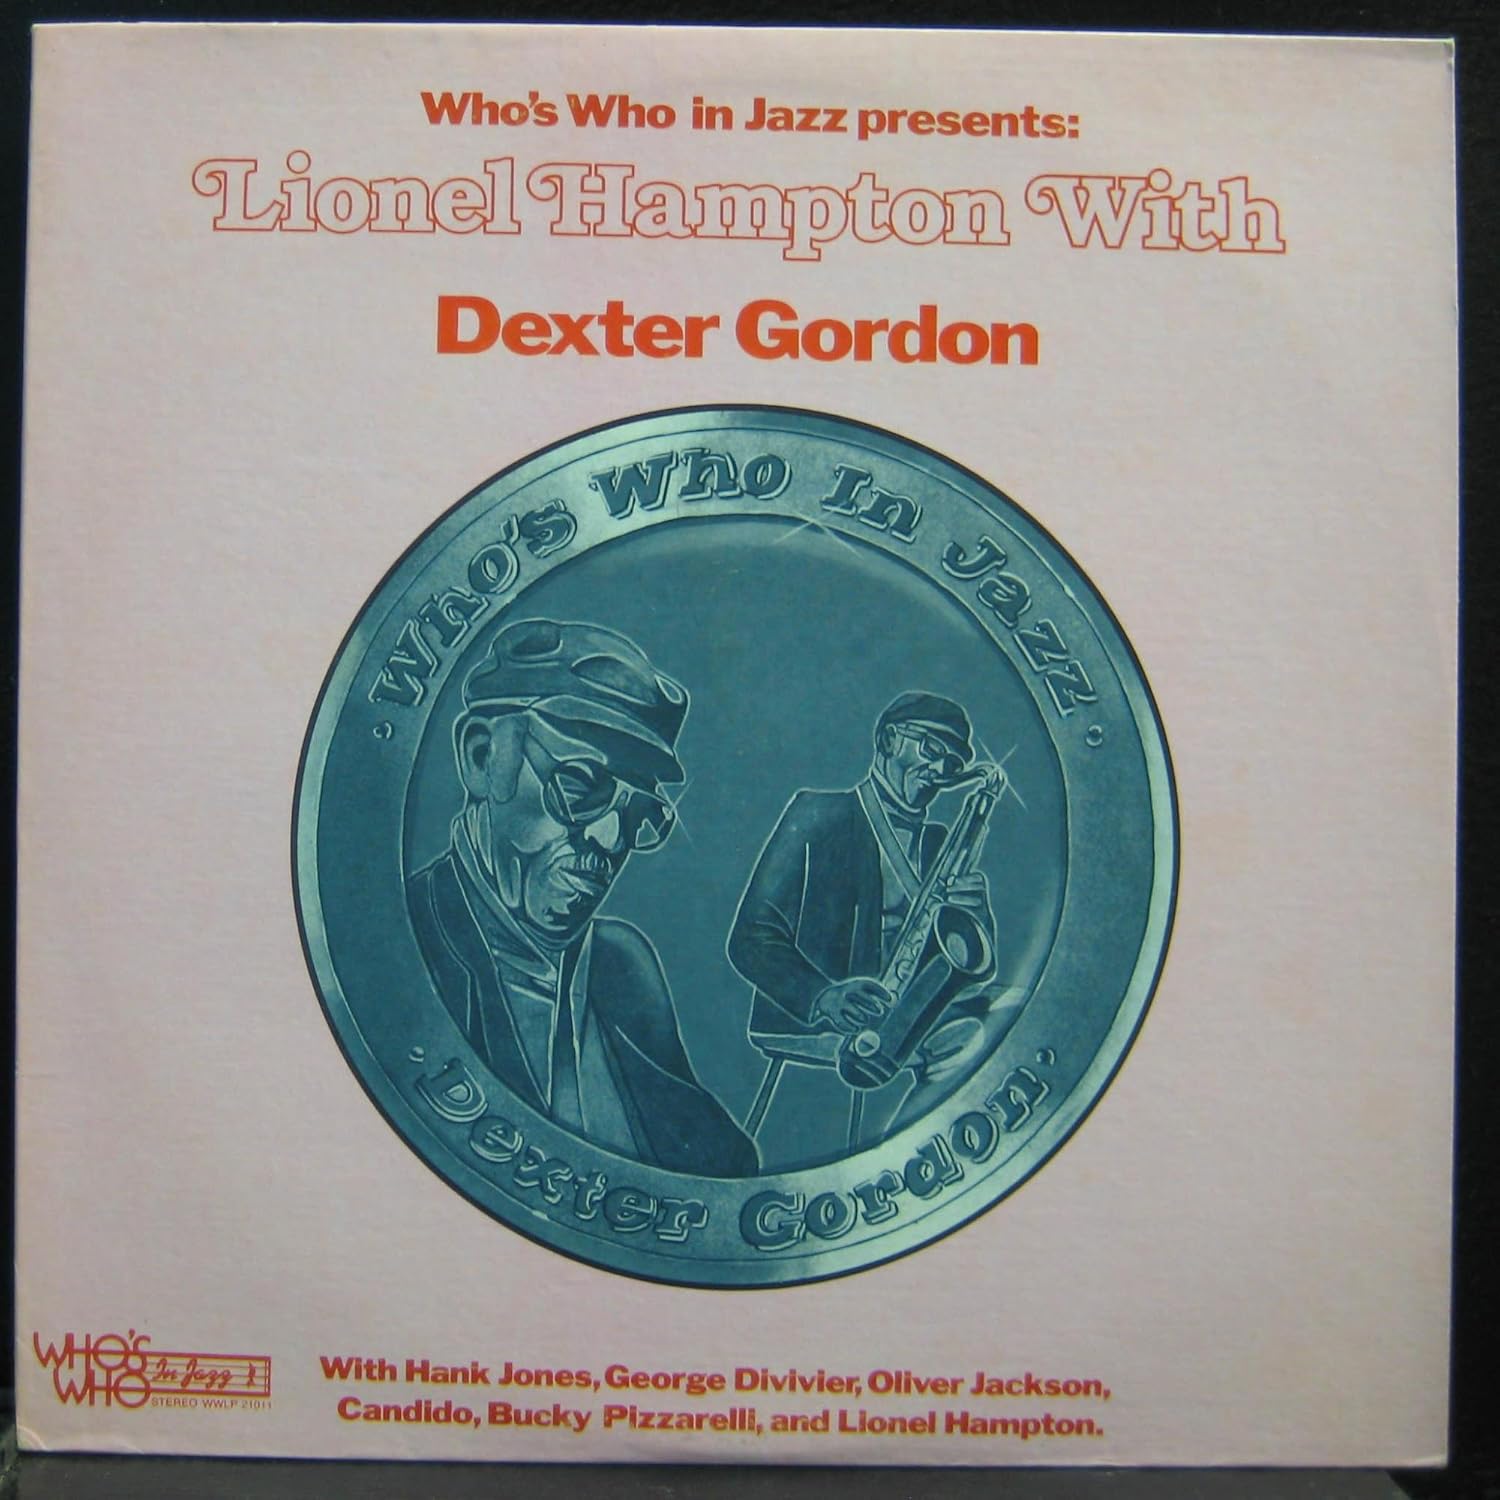 Who's Who in Jazz presents:
Lionel Hampton With
Dexter Gordon
Who's Who In Jazz
Dexter Gordon
WHO'S
WHO
In Jazz
STEREO WWLP 21011
With Hank Jones, George Divivier, Oliver Jackson,
Candido, Bucky Pizzarelli, and Lionel Hampton.